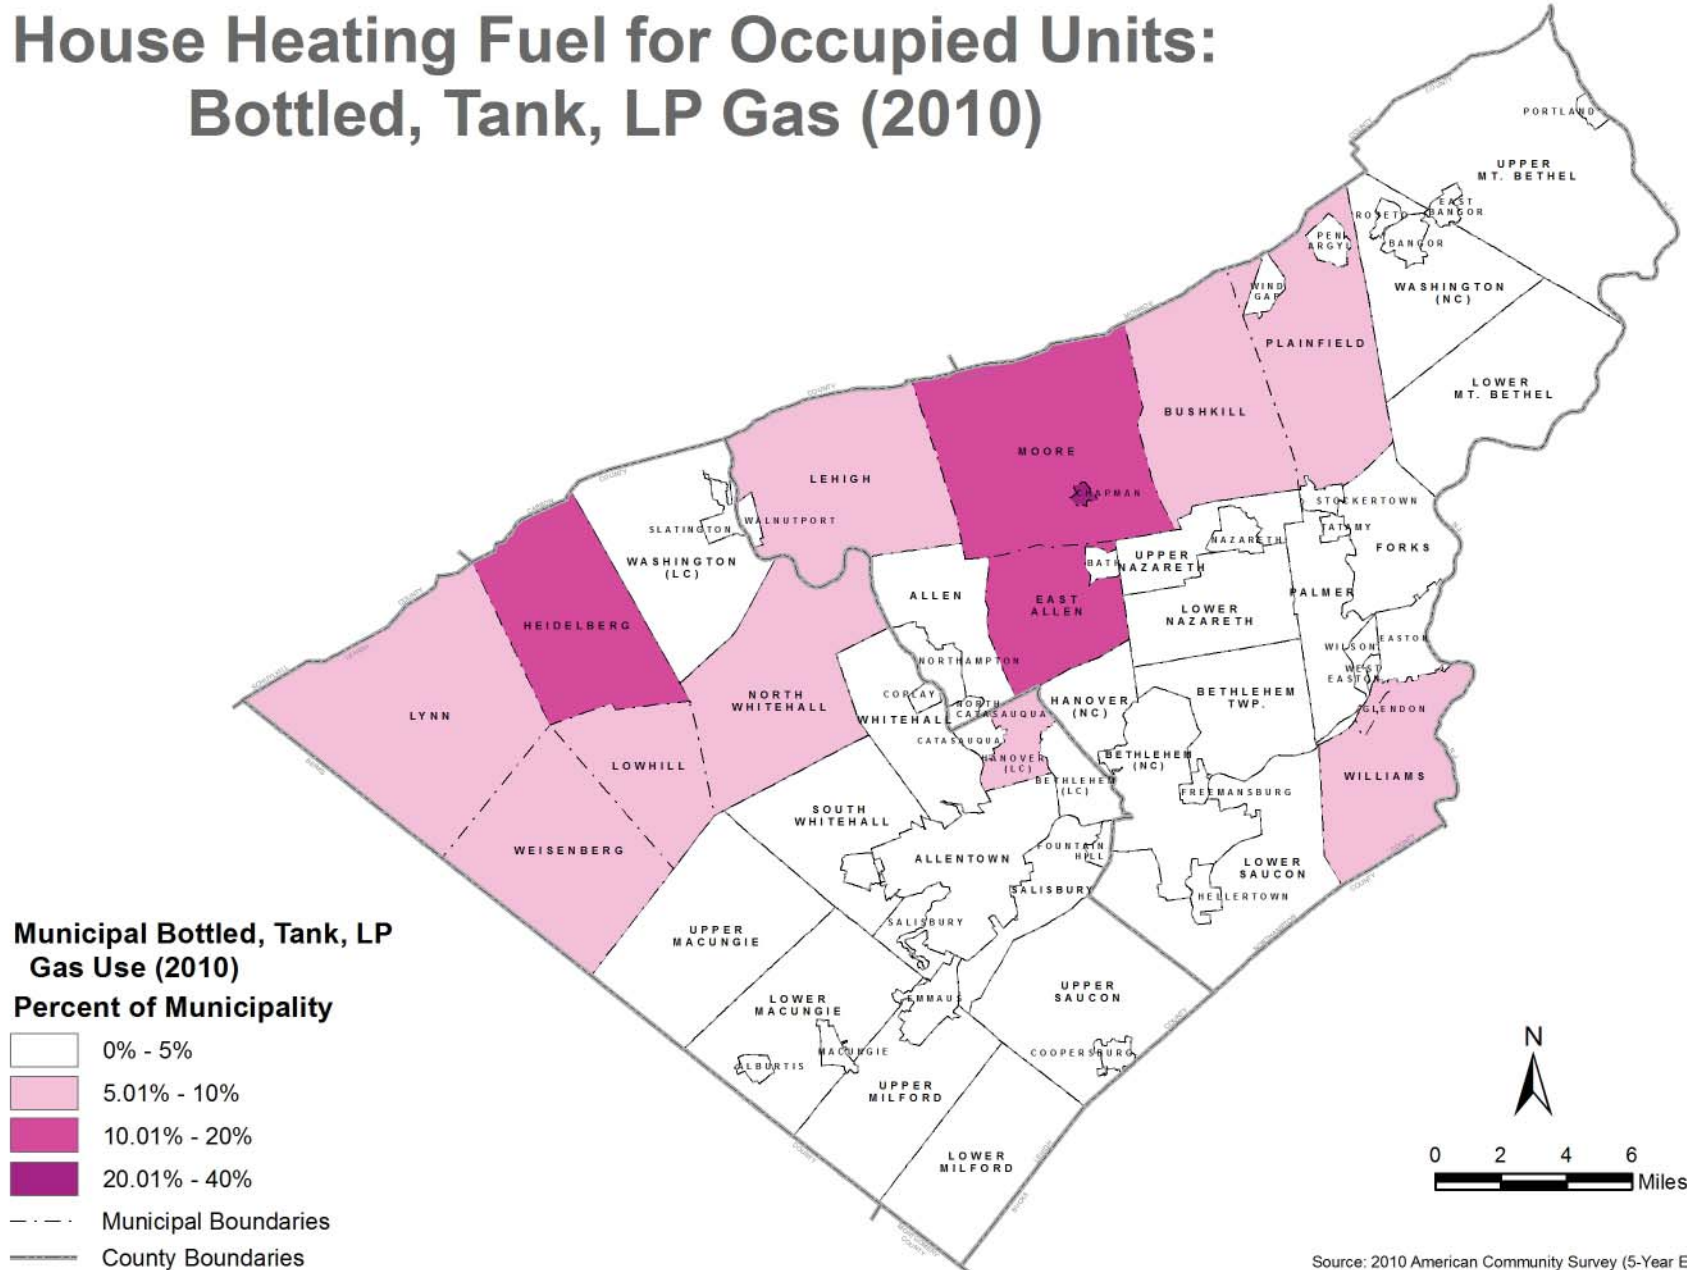 House Heating Fuel for Occupied Units:
Bottled, Tank, LP Gas (2010)
PORTLAND
UPPER
MT. BETHEL
EAST
BANGOR
ROSETO
BANGOR
PEN
ARGYL
WIND
GAP
WASHINGTON
(NC)
PLAINFIELD
LOWER
MT. BETHEL
BUSHKILL
MOORE
CHAPMAN
LEHIGH
WALNUTPORT
SLATINGTON
WASHINGTON
(LC)
STOCKERTOWN
TATAMY
FORKS
NAZARETH
UPPER
NAZARETH
BATH
EAST
ALLEN
ALLEN
LOWER
NAZARETH
PALMER
HEIDELBERG
WILSON
EASTON
WEST
EASTON
NORTHAMPTON
LYNN
NORTH
WHITEHALL
COPLAY
WHITEHALL
NORTH
CATASAUQUA
HANOVER
(NC)
BETHLEHEM
TWP.
GLENDON
CATASAUQUA
HANOVER
(LC)
BETHLEHEM
(NC)
BETHLEHEM
(LC)
FREEMANSBURG
WILLIAMS
LOWHILL
SOUTH
WHITEHALL
WEISENBERG
ALLENTOWN
FOUNTAIN
HILL
SALISBURY
LOWER
SAUCON
HELLERTOWN
SALISBURY
UPPER
MACUNGIE
LOWER
MACUNGIE
EMMAUS
UPPER
SAUCON
MACUNGIE
ALBURTIS
COOPERSBURG
UPPER
MILFORD
LOWER
MILFORD
Municipal Bottled, Tank, LP
Gas Use (2010)
Percent of Municipality
0% - 5%
5.01% - 10%
10.01% - 20%
20.01% - 40%
Municipal Boundaries
County Boundaries
N
0 2 4 6
Miles
Source: 2010 American Community Survey (5-Year E